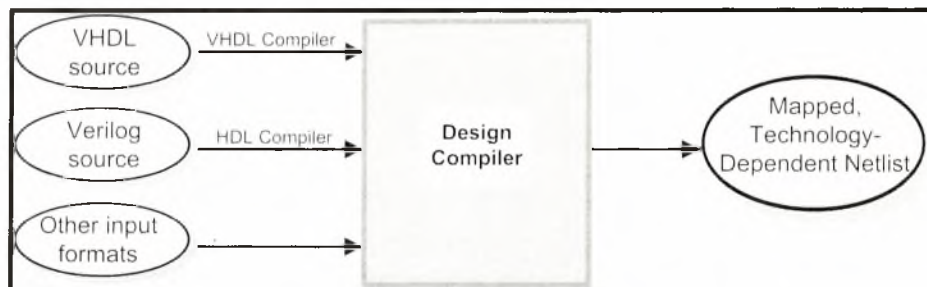 VHDL
source
VHDL Compiler
Verilog
source
HDL Compiler
Other input
formats
Design
Compiler
Mapped,
Technology-
Dependent Netlist